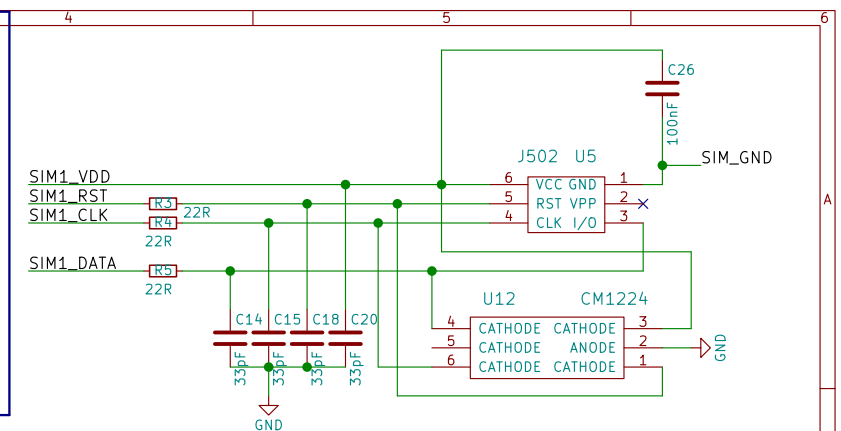 4 5 6
C26
100nF
SIM_GND
J502 U5
SIM1_VDD
SIM1_RST
SIM1_CLK
SIM1_DATA
R3 22R
R4
22R
R5
22R
6 VCC GND 1
5 RST VPP 2
4 CLK I/O 3
A
U12 CM1224
4 CATHODE CATHODE 3
5 CATHODE ANODE 2
6 CATHODE CATHODE 1
GND
C14 C15 C18 C20
33pF 33pF 33pF 33pF
GND